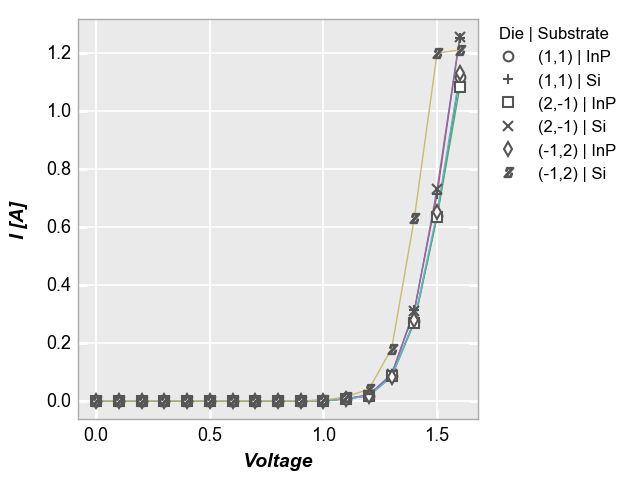 Die | Substrate
(1,1) | InP
(1,1) | Si
(2,-1) | InP
(2,-1) | Si
(-1,2) | InP
(-1,2) | Si
1.2
1.0
0.8
0.6
0.4
0.2
0.0
I [A]
0.0 0.5 1.0 1.5
Voltage